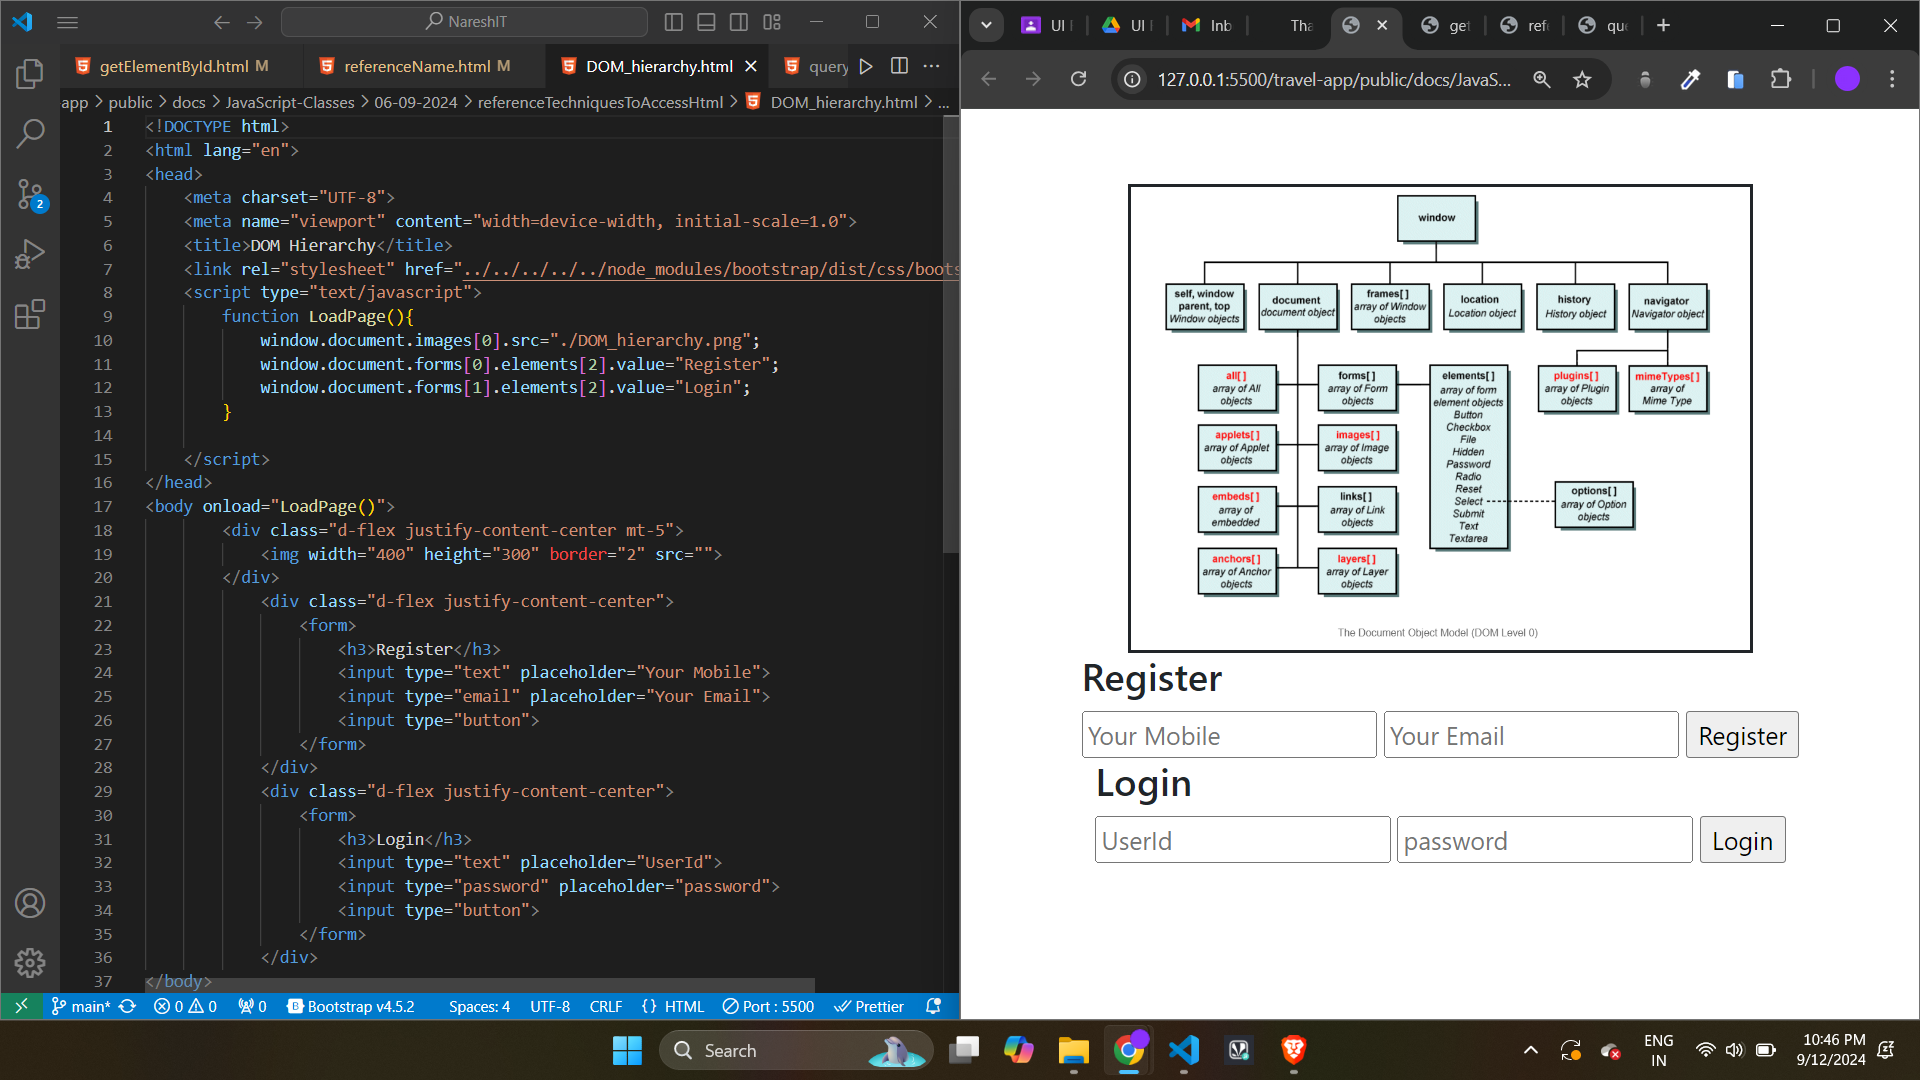 NareshIT
getElementById.html M
referenceName.html M
DOM_hierarchy.html
query
app > public > docs > JavaScript-Classes > 06-09-2024 > referenceTechniquesToAccessHtml > DOM_hierarchy.html > ...
1 <!DOCTYPE html>
2 <html lang="en">
3 <head>
4 <meta charset="UTF-8">
5 <meta name="viewport" content="width=device-width, initial-scale=1.0">
6 <title>DOM Hierarchy</title>
7 <link rel="stylesheet" href="../../../../../node_modules/bootstrap/dist/css/boots
8 <script type="text/javascript">
9 function LoadPage(){
10 window.document.images[0].src="./DOM_hierarchy.png";
11 window.document.forms[0].elements[2].value="Register";
12 window.document.forms[1].elements[2].value="Login";
13 }
14
15 </script>
16 </head>
17 <body onload="LoadPage()">
18 <div class="d-flex justify-content-center mt-5">
19 <img width="400" height="300" border="2" src="">
20 </div>
21 <div class="d-flex justify-content-center">
22 <form>
23 <h3>Register</h3>
24 <input type="text" placeholder="Your Mobile">
25 <input type="email" placeholder="Your Email">
26 <input type="button">
27 </form>
28 </div>
29 <div class="d-flex justify-content-center">
30 <form>
31 <h3>Login</h3>
32 <input type="text" placeholder="UserId">
33 <input type="password" placeholder="password">
34 <input type="button">
35 </form>
36 </div>
37 </body>
2
main* 0 0 0 Bootstrap v4.5.2 Spaces: 4 UTF-8 CRLF {} HTML Port : 5500 Prettier
UI
UI
Inb
Tha
get
refe
que
127.0.0.1:5500/travel-app/public/docs/JavaS...
window
self, window
parent, top
Window objects
document
document object
frames[ ]
array of Window
objects
location
Location object
history
History object
navigator
Navigator object
all[ ]
array of All
objects
forms[ ]
array of Form
objects
elements[ ]
array of form
element objects
Button
Checkbox
File
Hidden
Password
Radio
Reset
Select
Submit
Text
Textarea
plugins[ ]
array of Plugin
objects
mimeTypes[ ]
array of
Mime Type
applets[ ]
array of Applet
objects
images[ ]
array of Image
objects
embeds[ ]
array of
embedded
links[ ]
array of Link
objects
options[ ]
array of Option
objects
anchors[ ]
array of Anchor
objects
layers[ ]
array of Layer
objects
The Document Object Model (DOM Level 0)
Register
Your Mobile
Your Email
Register
Login
UserId
password
Login
Search
ENG
IN
10:46 PM
9/12/2024